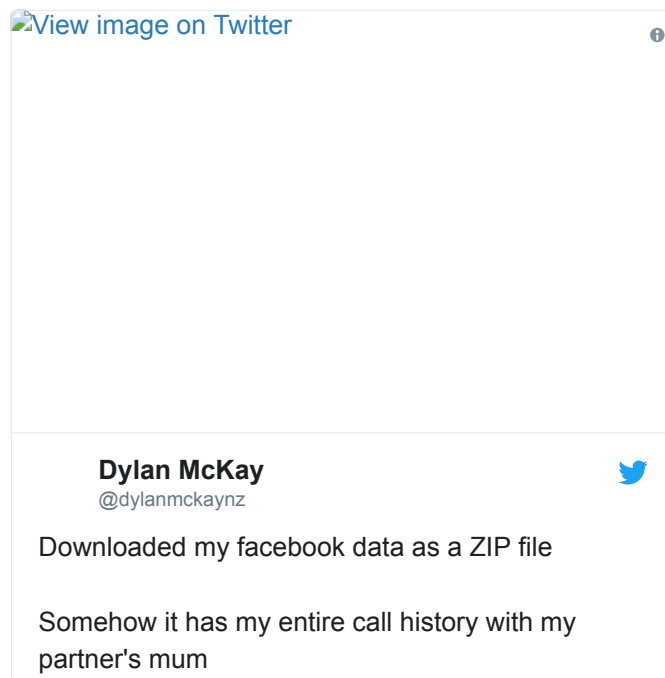 View image on Twitter
Dylan McKay
@dylanmckaynz
Downloaded my facebook data as a ZIP file
Somehow it has my entire call history with my
partner's mum